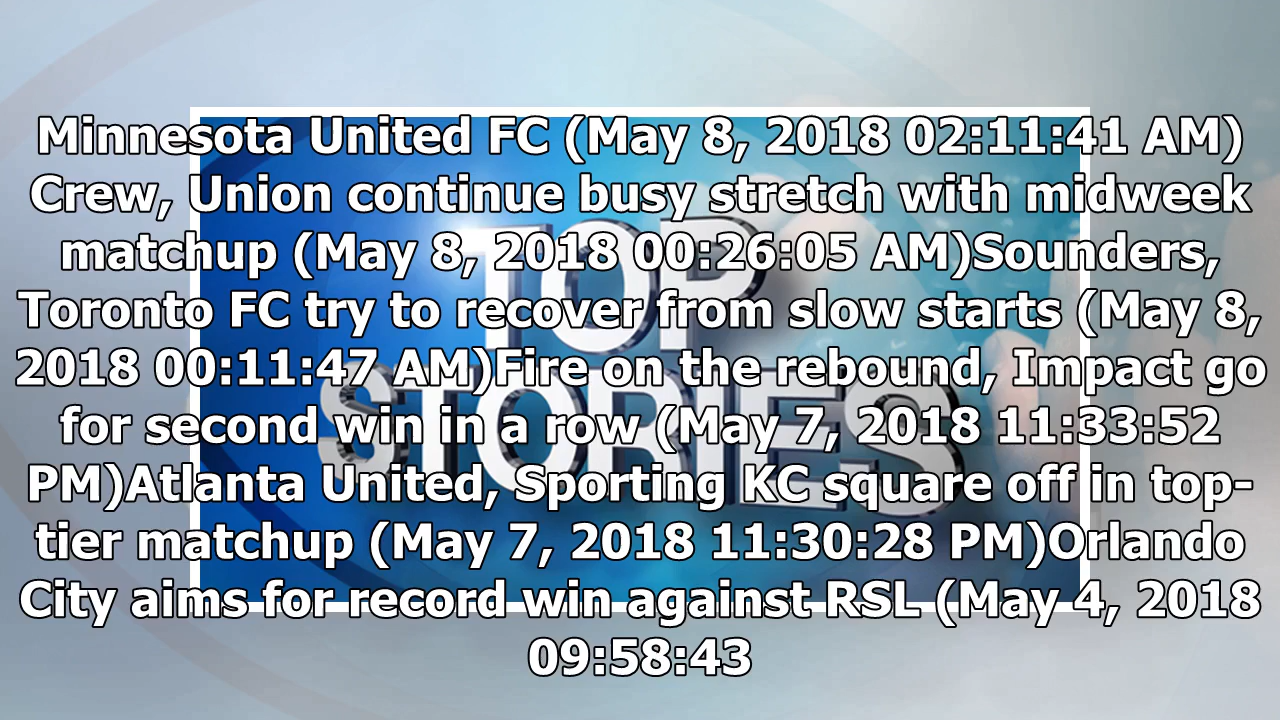 Minnesota United FC (May 8, 2018 02:11:41 AM)
Crew, Union continue busy stretch with midweek
matchup (May 8, 2018 00:26:05 AM)Sounders,
Toronto FC try to recover from slow starts (May 8,
2018 00:11:47 AM)Fire on the rebound, Impact go
for second win in a row (May 7, 2018 11:33:52
PM)Atlanta United, Sporting KC square off in top-
tier matchup (May 7, 2018 11:30:28 PM)Orlando
City aims for record win against RSL (May 4, 2018
09:58:43
TOP
STORIES